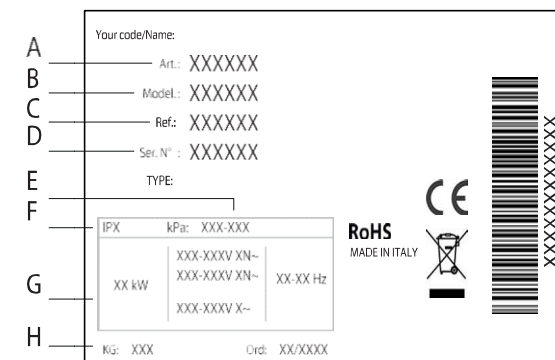 Your code/Name:
A Art.: XXXXXX
B Model.: XXXXXX
C Ref.: XXXXXX
D Ser. N° : XXXXXX
E TYPE:
F IPX kPa: XXX-XXX
XXX-XXXV XN~
XXX-XXXV XN~
XX kW XX-XX Hz
G XXX-XXXV X~
H KG: XXX Ord: XX/XXXX
CE
RoHS
MADE IN ITALY